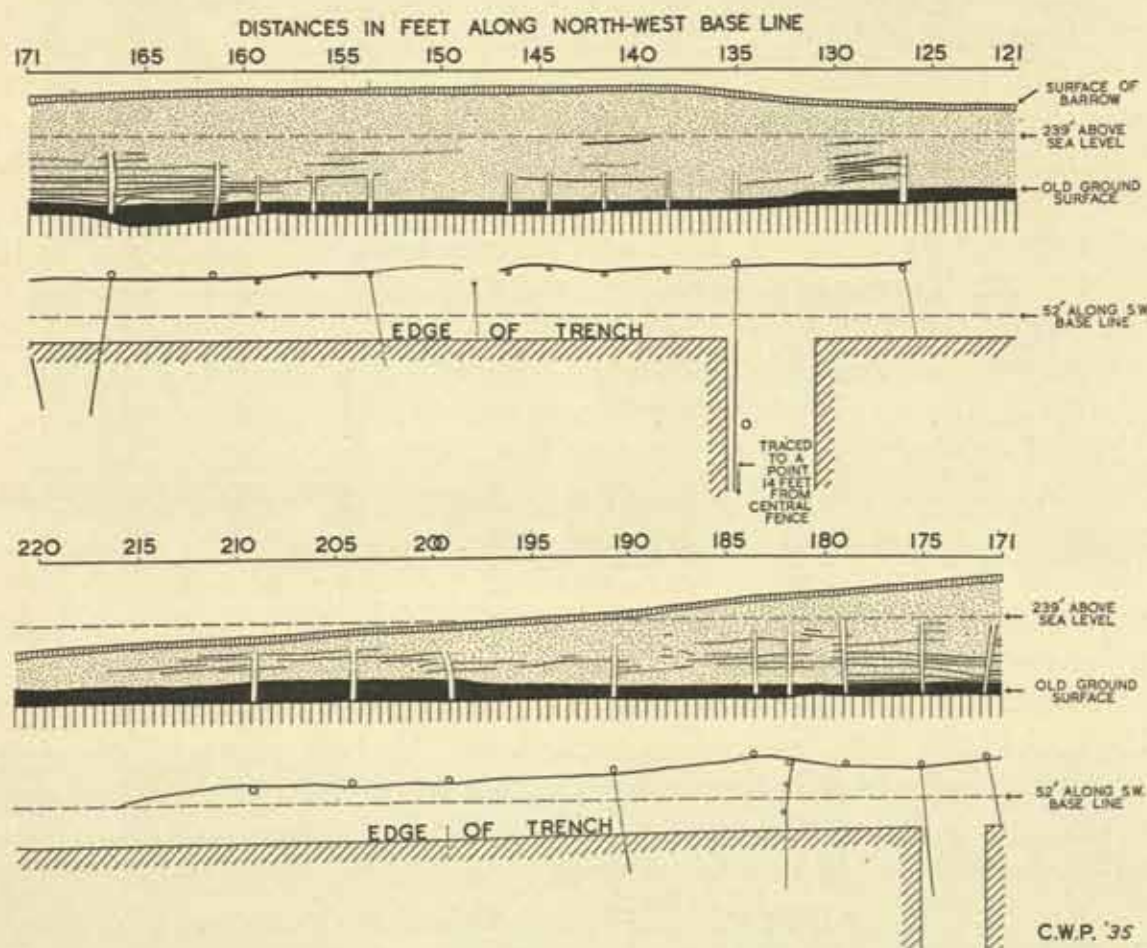 DISTANCES IN FEET ALONG NORTH-WEST BASE LINE
171 165 160 155 150 145 140 135 130 125 121
SURFACE OF
BARROW
239' ABOVE
SEA LEVEL
OLD GROUND
SURFACE
52' ALONG S.W.
BASE LINE
EDGE OF TRENCH
TRACED
TO A
POINT
14 FEET
FROM
CENTRAL
FENCE
220 215 210 205 200 195 190 185 180 175 171
239' ABOVE
SEA LEVEL
OLD GROUND
SURFACE
52' ALONG S.W.
BASE LINE
EDGE OF TRENCH
C.W.P. '35